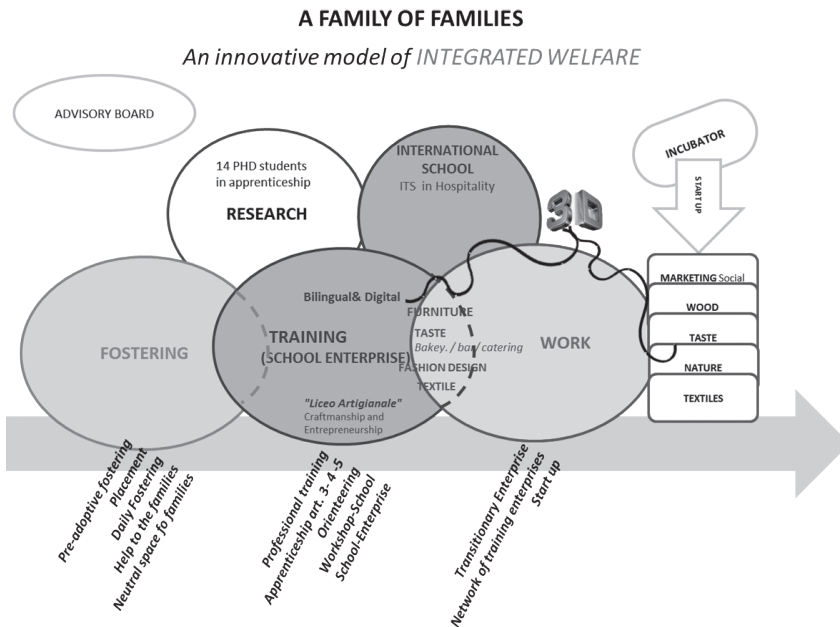 A FAMILY OF FAMILIES
An innovative model of INTEGRATED WELFARE
ADVISORY BOARD
14 PHD students
in apprenticeship
RESEARCH
INTERNATIONAL
SCHOOL
ITS in Hospitality
3D
INCUBATOR
START UP
FOSTERING
Bilingual& Digital
TRAINING
(SCHOOL ENTERPRISE)
"Liceo Artigianale"
Craftmanship and
Entrepreneurship
FURNITURE
TASTE
Bakey. / bar/ catering
FASHION DESIGN
TEXTILE
WORK
MARKETING Social
WOOD
TASTE
NATURE
TEXTILES
Pre-adoptive fostering
Placement
Daily Fostering
Help to the families
Neutral space fo families
Professional training
Apprenticeship art. 3- 4 -5
Orienteering
Workshop-School
School-Enterprise
Transitionary Enterprise
Network of training enterprises
Start up